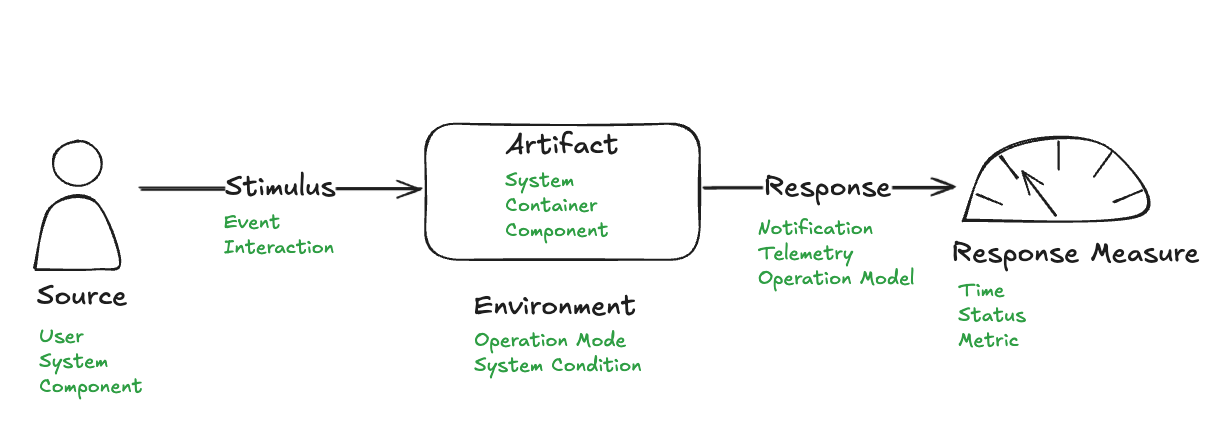 Source
User
System
Component
Stimulus
Event
Interaction
Artifact
System
Container
Component
Environment
Operation Mode
System Condition
Response
Notification
Telemetry
Operation Model
Response Measure
Time
Status
Metric